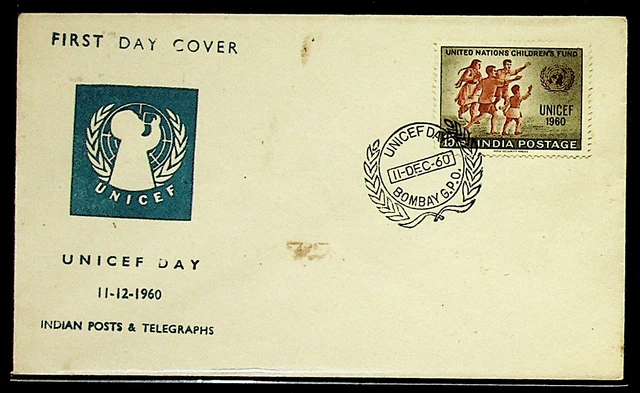 FIRST DAY COVER
UNICEF
UNICEF DAY
11-12-1960
INDIAN POSTS & TELEGRAPHS
UNITED NATIONS CHILDREN'S FUND
UNICEF
1960
15 INDIA POSTAGE
UNICEF DAY
11-DEC-60
BOMBAY G.P.O.